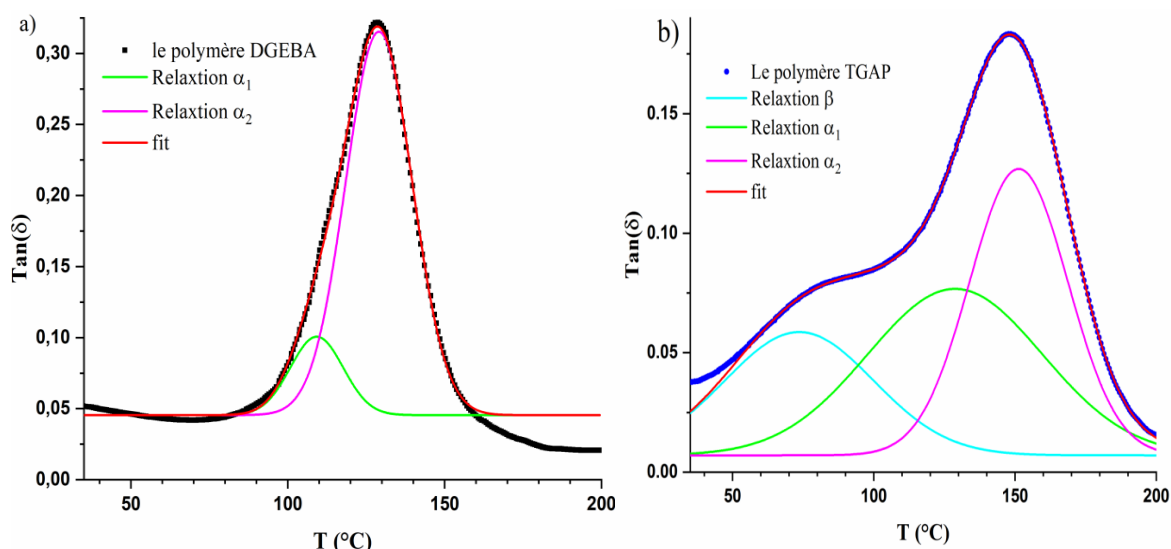 a)
le polymère DGEBA
Relaxtion α₁
Relaxtion α₂
fit
0,30
0,25
0,20
0,15
0,10
0,05
0,00
Tan(δ)
50
100
150
200
T (°C)
b)
Le polymère TGAP
Relaxtion β
Relaxtion α₁
Relaxtion α₂
fit
0.15
0.10
0.05
0.00
Tan(δ)
50
100
150
200
T (°C)